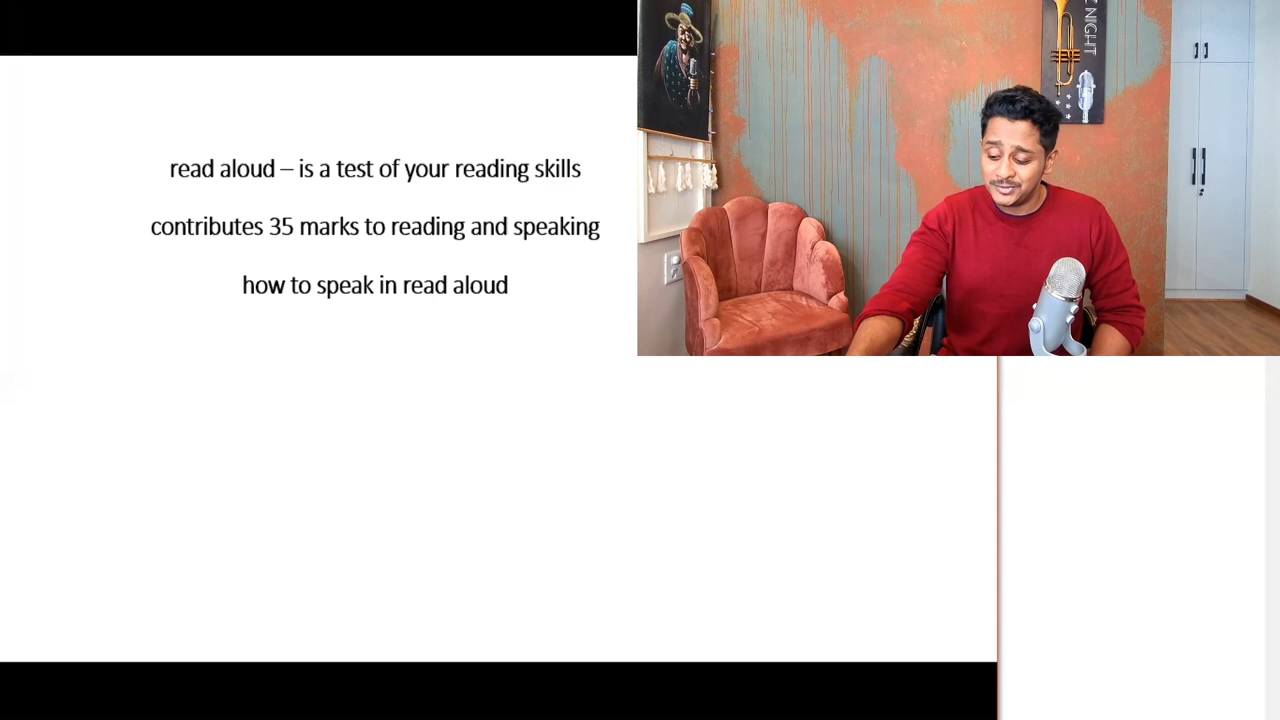 read aloud – is a test of your reading skills
contributes 35 marks to reading and speaking
how to speak in read aloud
NIGHT